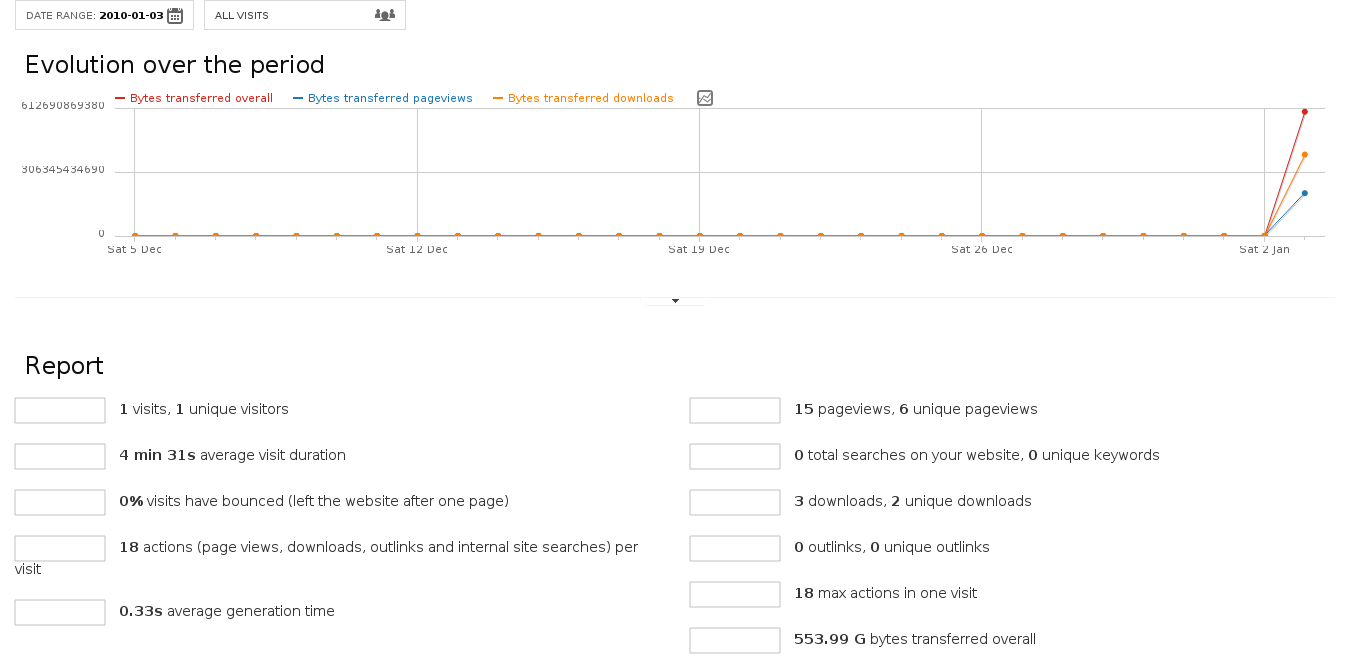 DATE RANGE: 2010-01-03
ALL VISITS
Evolution over the period
Bytes transferred overall
Bytes transferred pageviews
Bytes transferred downloads
612690869380
306345434690
0
Sat 5 Dec
Sat 12 Dec
Sat 19 Dec
Sat 26 Dec
Sat 2 Jan
Report
1 visits, 1 unique visitors
4 min 31s average visit duration
0% visits have bounced (left the website after one page)
18 actions (page views, downloads, outlinks and internal site searches) per
visit
0.33s average generation time
15 pageviews, 6 unique pageviews
0 total searches on your website, 0 unique keywords
3 downloads, 2 unique downloads
0 outlinks, 0 unique outlinks
18 max actions in one visit
553.99 G bytes transferred overall